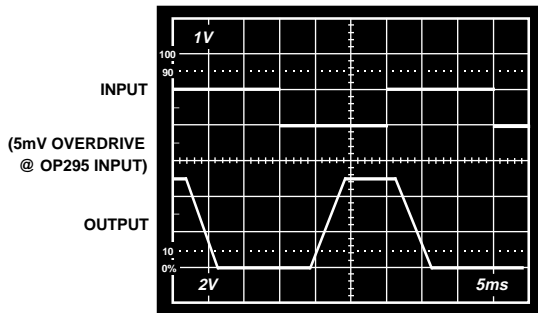 1V
100
90
INPUT
(5mV OVERDRIVE
@ OP295 INPUT)
OUTPUT
10
0%
2V
5ms